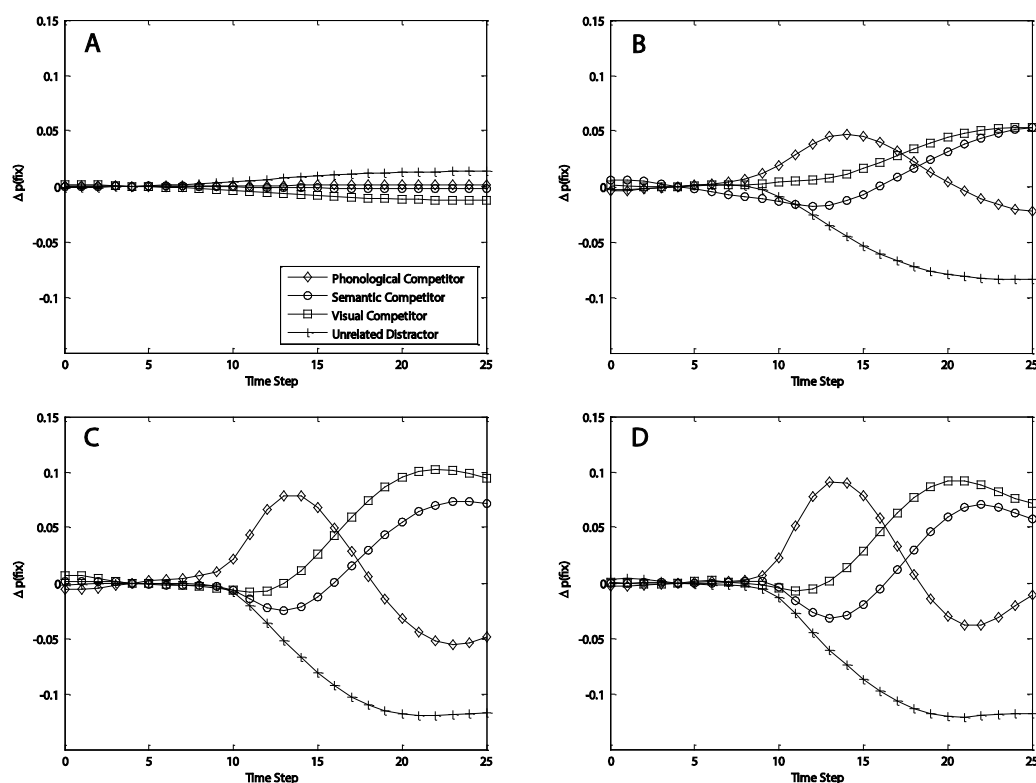 A
0.15
0.1
0.05
0
-0.05
-0.1
Δ p(fix)
Phonological Competitor
Semantic Competitor
Visual Competitor
Unrelated Distractor
0 5 10 15 20 25
Time Step
B
0.15
0.1
0.05
0
-0.05
-0.1
Δ p(fix)
0 5 10 15 20 25
Time Step
C
0.15
0.1
0.05
0
-0.05
-0.1
Δ p(fix)
0 5 10 15 20 25
Time Step
D
0.15
0.1
0.05
0
-0.05
-0.1
Δ p(fix)
0 5 10 15 20 25
Time Step